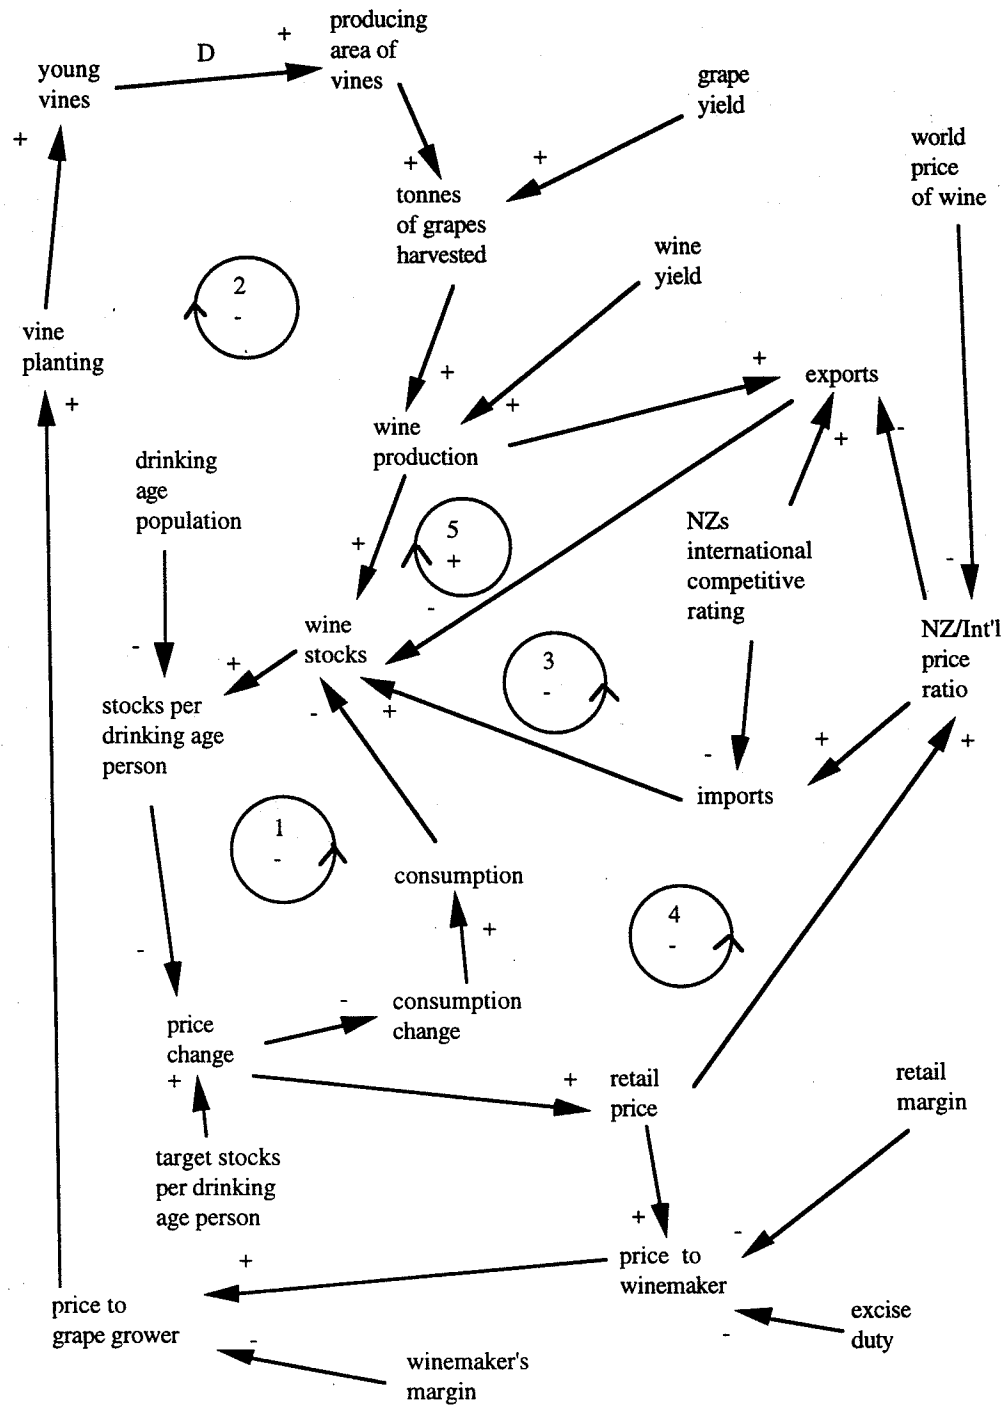 producing
area of
vines
+
D
young
vines
+
grape
yield
world
price
of wine
+
+
tonnes
of grapes
harvested
wine
yield
2
-
vine
planting
+
+
+
+
exports
+
-
wine
production
drinking
age
population
5
+
+
NZs
international
competitive
rating
-
-
wine
stocks
NZ/Int'l
price
ratio
-
+
3
-
stocks per
drinking age
person
-
+
-
+
+
imports
1
-
consumption
+
4
-
-
-
consumption
change
price
change
+
+
retail
price
retail
margin
target stocks
per drinking
age person
+
-
price to
winemaker
+
price to
grape grower
-
excise
duty
-
winemaker's
margin